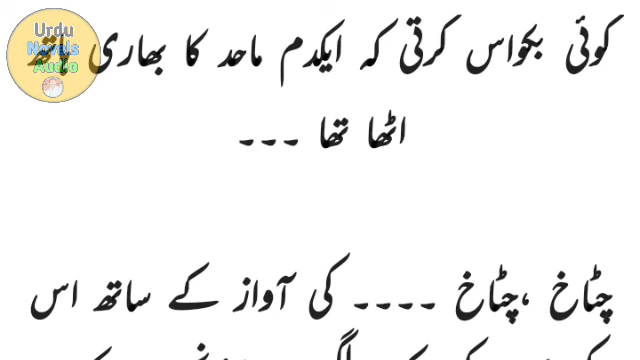 Urdu
Novels
Audio
کوئی بکواس کرتی کہ ایکدم ماحد کا بھاری ہاتھ
اٹھا تھا ۔۔۔
چٹاخ ،چٹاخ ۔۔۔۔ کی آواز کے ساتھ اس